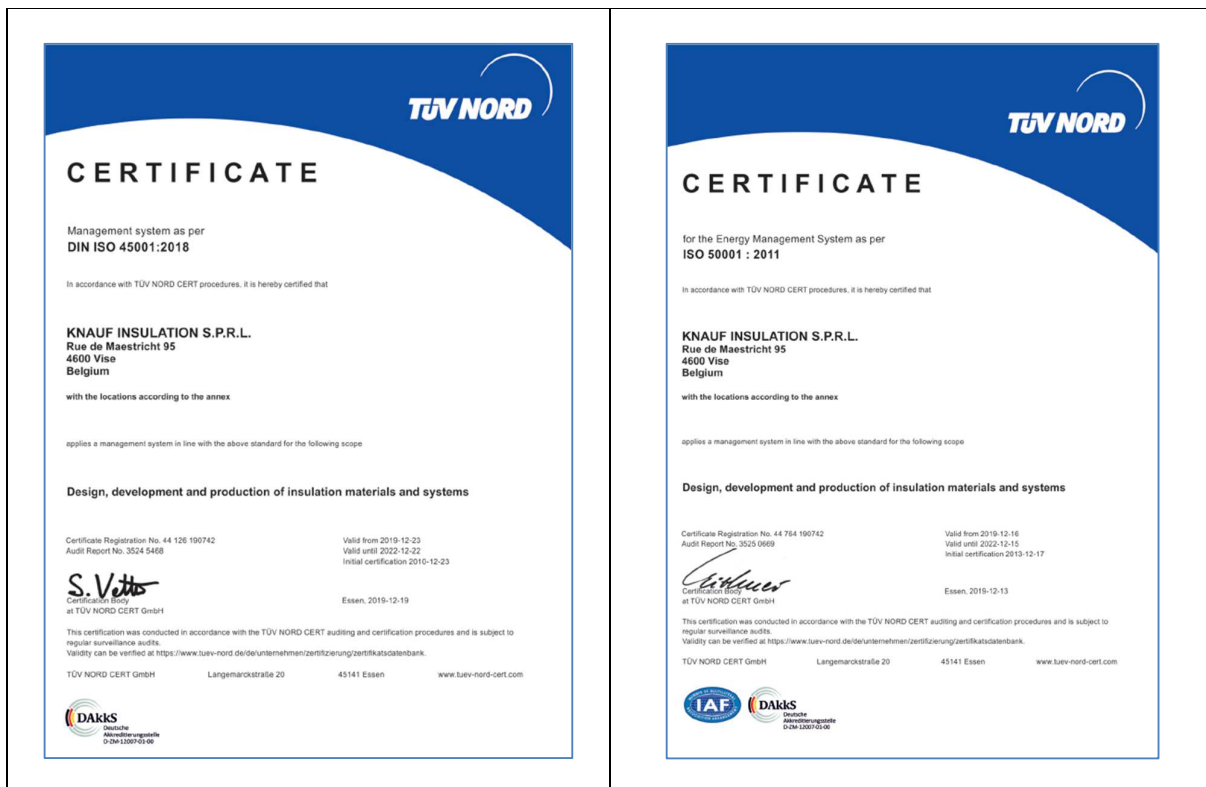 TÜV NORD
CERTIFICATE
Management system as per
DIN ISO 45001:2018
In accordance with TÜV NORD CERT procedures, it is hereby certified that
KNAUF INSULATION S.P.R.L.
Rue de Maestricht 95
4600 Vise
Belgium
with the locations according to the annex
applies a management system in line with the above standard for the following scope
Design, development and production of insulation materials and systems
Certificate Registration No. 44 126 190742
Audit Report No. 3524 5468
Valid from 2019-12-23
Valid until 2022-12-22
Initial certification 2010-12-23
S. Vetto
Certification Body
at TÜV NORD CERT GmbH
Essen, 2019-12-19
This certification was conducted in accordance with the TÜV NORD CERT auditing and certification procedures and is subject to
regular surveillance audits.
Validity can be verified at https://www.tuev-nord.de/de/unternehmen/zertifizierung/zertifikatsdatenbank.
TÜV NORD CERT GmbH Langemarckstraße 20 45141 Essen www.tuev-nord-cert.com
DAkkS
Deutsche
Akkreditierungsstelle
D-ZM-12007-01-00
TÜV NORD
CERTIFICATE
for the Energy Management System as per
ISO 50001 : 2011
In accordance with TÜV NORD CERT procedures, it is hereby certified that
KNAUF INSULATION S.P.R.L.
Rue de Maestricht 95
4600 Vise
Belgium
with the locations according to the annex
applies a management system in line with the above standard for the following scope
Design, development and production of insulation materials and systems
Certificate Registration No. 44 764 190742
Audit Report No. 3525 0669
Valid from 2019-12-16
Valid until 2022-12-15
Initial certification 2013-12-17
Certification Body
at TÜV NORD CERT GmbH
Essen, 2019-12-13
This certification was conducted in accordance with the TÜV NORD CERT auditing and certification procedures and is subject to
regular surveillance audits.
Validity can be verified at https://www.tuev-nord.de/de/unternehmen/zertifizierung/zertifikatsdatenbank.
TÜV NORD CERT GmbH Langemarckstraße 20 45141 Essen www.tuev-nord-cert.com
IAF
DAkkS
Deutsche
Akkreditierungsstelle
D-ZM-12007-01-00